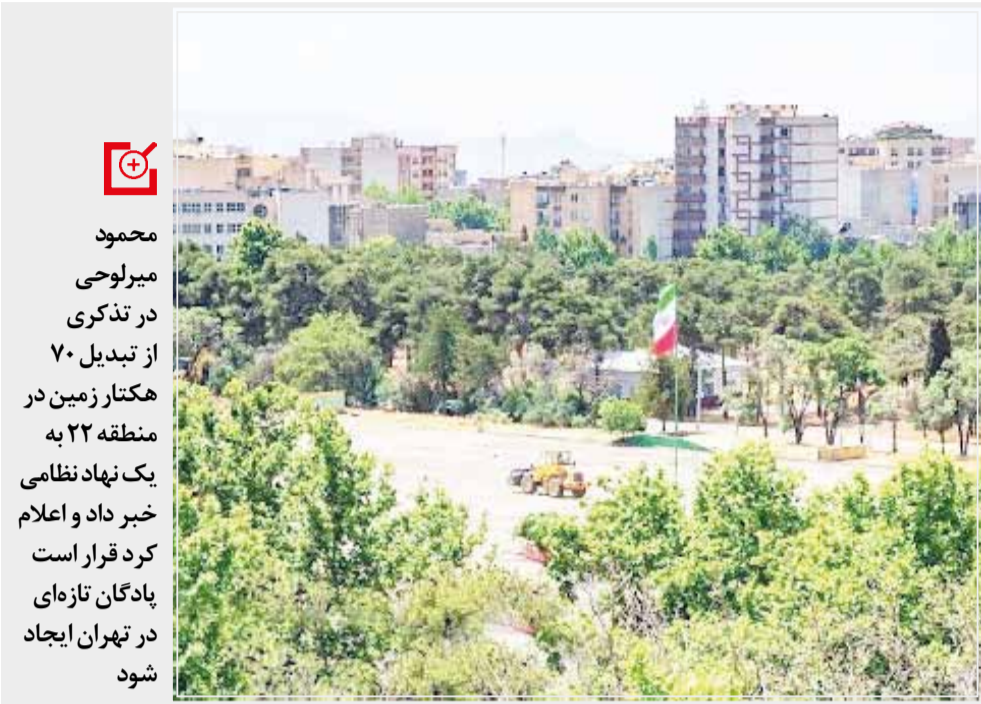 محمود
میرلوحی
در تذکری
از تبدیل ۷۰
هکتار زمین در
منطقه ۲۲ به
یک نهاد نظامی
خبر داد و اعلام
کرد قرار است
پادگان تازه‌ای
در تهران ایجاد
شود